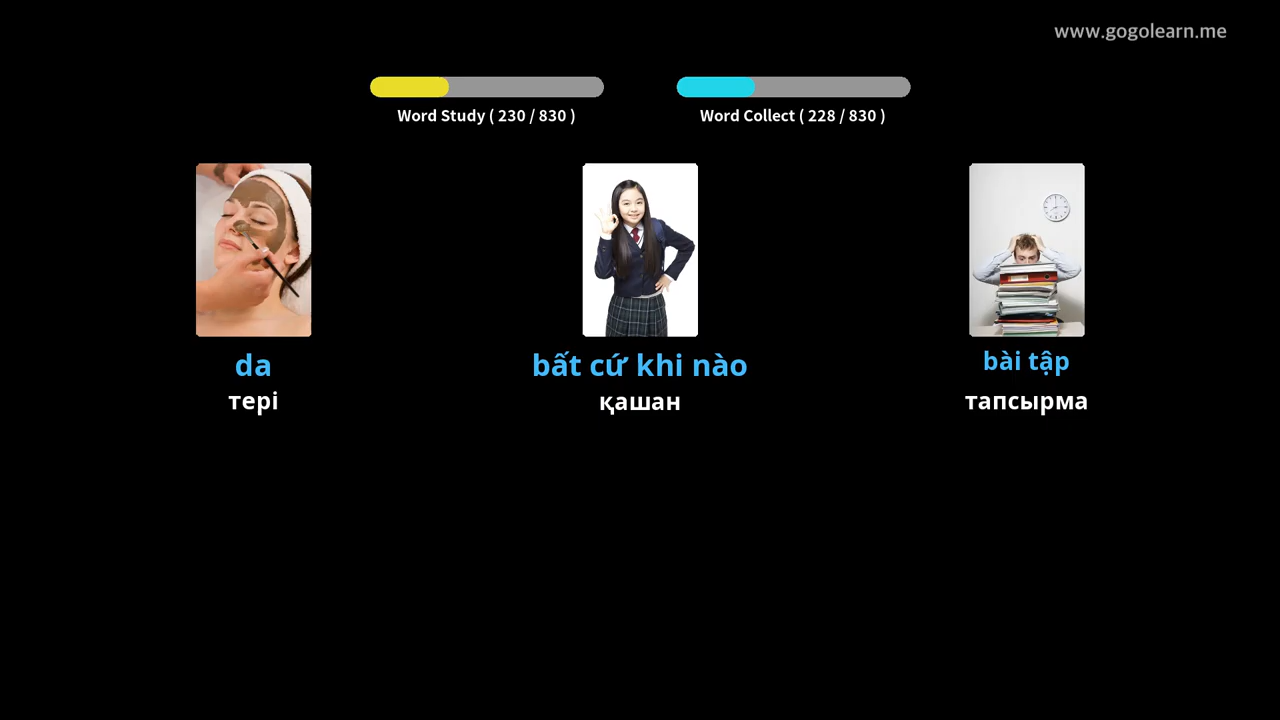 www.gogolearn.me
Word Study ( 230 / 830 )
Word Collect ( 228 / 830 )
da
тері
bất cứ khi nào
қашан
bài tập
тапсырма